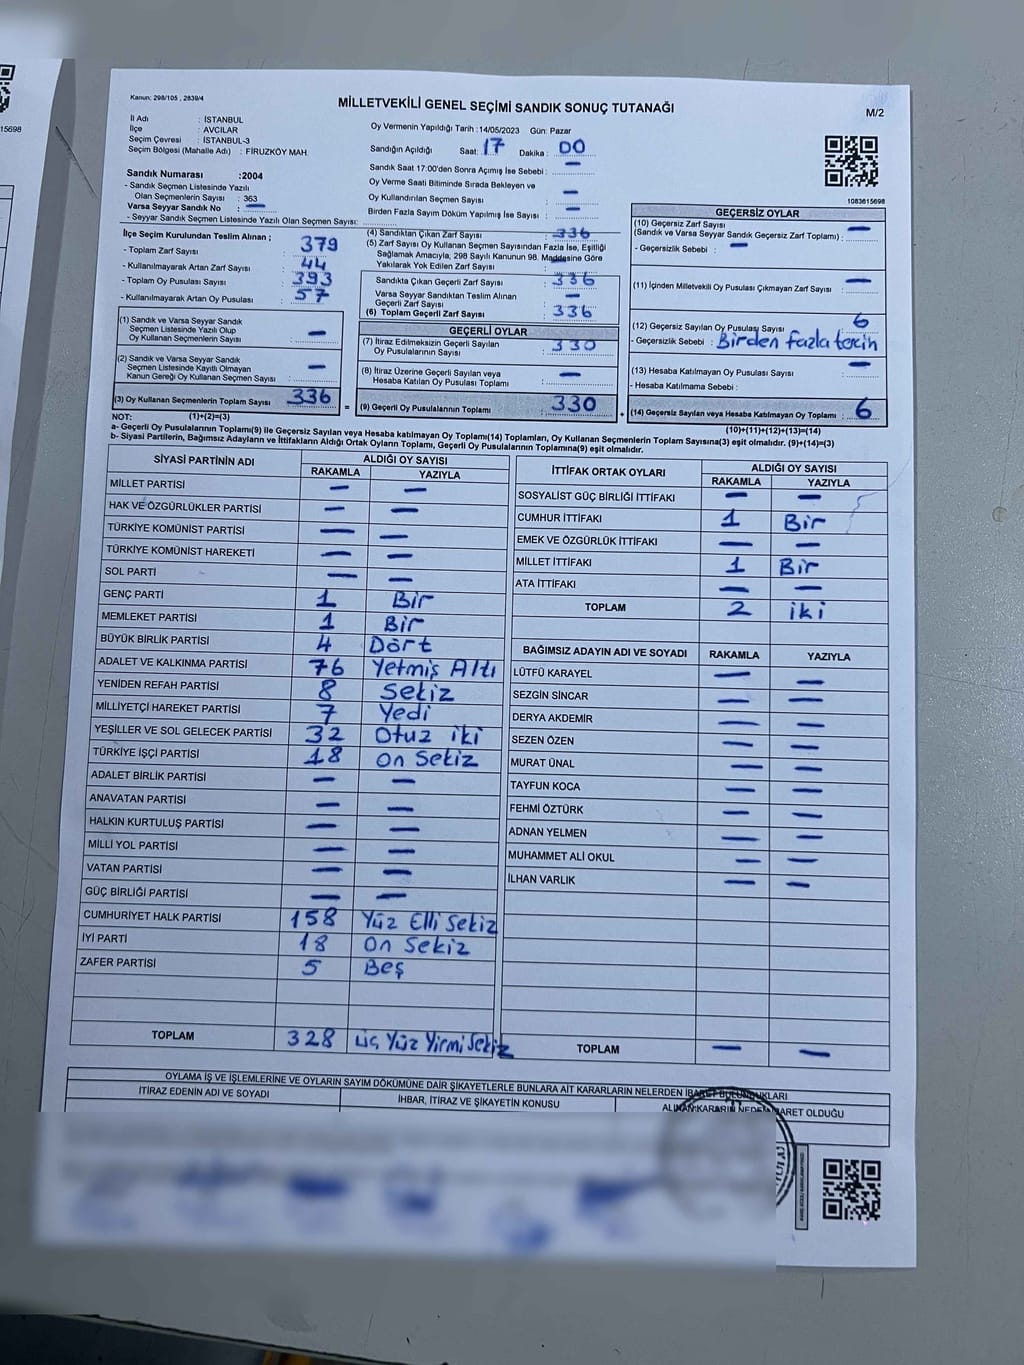 Kanun: 298/105 , 2839/4
MİLLETVEKİLİ GENEL SEÇİMİ SANDIK SONUÇ TUTANAĞI
M/2
İl Adı : İSTANBUL
İlçe : AVCILAR
Seçim Çevresi : İSTANBUL-3
Seçim Bölgesi (Mahalle Adı) : FİRUZKÖY MAH.
Oy Vermenin Yapıldığı Tarih :14/05/2023 Gün: Pazar
Sandığın Açıldığı Saat: 17 Dakika : 00
Sandık Saat 17:00'den Sonra Açımış İse Sebebi : —
Oy Verme Saati Bitiminde Sırada Bekleyen ve
Oy Kullandırılan Seçmen Sayısı : —
Birden Fazla Sayım Döküm Yapılmış İse Sayısı : —
15698
1083615698
Sandık Numarası :2004
- Sandık Seçmen Listesinde Yazılı
Olan Seçmenlerin Sayısı : 363
Varsa Seyyar Sandık No : —
- Seyyar Sandık Seçmen Listesinde Yazılı Olan Seçmen Sayısı:
İlçe Seçim Kurulundan Teslim Alınan ;
- Toplam Zarf Sayısı : 379
- Kullanılmayarak Artan Zarf Sayısı : 44
- Toplam Oy Pusulası Sayısı : 393
- Kullanılmayarak Artan Oy Pusulası : 57
(1) Sandık ve Varsa Seyyar Sandık
Seçmen Listesinde Yazılı Olup
Oy Kullanan Seçmenlerin Sayısı : —
(2) Sandık ve Varsa Seyyar Sandık
Seçmen Listesinde Kayıtlı Olmayan
Kanun Gereği Oy Kullanan Seçmen Sayısı : —
(3) Oy Kullanan Seçmenlerin Toplam Sayısı : 336
(4) Sandıktan Çıkan Zarf Sayısı : 336
(5) Zarf Sayısı Oy Kullanan Seçmen Sayısından Fazla İse, Eşitliği
Sağlamak Amacıyla, 298 Sayılı Kanunun 98. Maddesine Göre
Yakılarak Yok Edilen Zarf Sayısı : —
Sandıkta Çıkan Geçerli Zarf Sayısı : 336
Varsa Seyyar Sandıktan Teslim Alınan
Geçerli Zarf Sayısı : —
(6) Toplam Geçerli Zarf Sayısı : 336
GEÇERLİ OYLAR
(7) İtiraz Edilmeksizin Geçerli Sayılan
Oy Pusulalarının Sayısı : 330
(8) İtiraz Üzerine Geçerli Sayılan veya
Hesaba Katılan Oy Pusulası Toplamı : —
= (9) Geçerli Oy Pusulalarının Toplamı : 330
GEÇERSİZ OYLAR
(10) Geçersiz Zarf Sayısı
(Sandık ve Varsa Seyyar Sandık Geçersiz Zarf Toplamı) : —
- Geçersizlik Sebebi : —
(11) İçinden Milletvekili Oy Pusulası Çıkmayan Zarf Sayısı : —
(12) Geçersiz Sayılan Oy Pusulası Sayısı : 6
- Geçersizlik Sebebi : Birden fazla tercih
(13) Hesaba Katılmayan Oy Pusulası Sayısı : —
- Hesaba Katılmama Sebebi :
+ (14) Geçersiz Sayılan veya Hesaba Katılmayan Oy Toplamı : 6
NOT: (1)+(2)=(3)
(10)+(11)+(12)+(13)=(14)
a- Geçerli Oy Pusulalarının Toplamı(9) ile Geçersiz Sayılan veya Hesaba katılmayan Oy Toplamı(14) Toplamları, Oy Kullanan Seçmenlerin Toplam Sayısına(3) eşit olmalıdır. (9)+(14)=(3)
b- Siyasi Partilerin, Bağımsız Adayların ve İttifakların Aldığı Ortak Oyların Toplamı, Geçerli Oy Pusulalarının Toplamına(9) eşit olmalıdır.
SİYASİ PARTİNİN ADI ALDIĞI OY SAYISI
RAKAMLA YAZIYLA
MİLLET PARTİSİ — —
HAK VE ÖZGÜRLÜKLER PARTİSİ — —
TÜRKİYE KOMÜNİST PARTİSİ — —
TÜRKİYE KOMÜNİST HAREKETİ — —
SOL PARTİ — —
GENÇ PARTİ 1 Bir
MEMLEKET PARTİSİ 1 Bir
BÜYÜK BİRLİK PARTİSİ 4 Dört
ADALET VE KALKINMA PARTİSİ 76 Yetmiş Altı
YENİDEN REFAH PARTİSİ 8 Sekiz
MİLLİYETÇİ HAREKET PARTİSİ 7 Yedi
YEŞİLLER VE SOL GELECEK PARTİSİ 32 Otuz iki
TÜRKİYE İŞÇİ PARTİSİ 18 On Sekiz
ADALET BİRLİK PARTİSİ — —
ANAVATAN PARTİSİ — —
HALKIN KURTULUŞ PARTİSİ — —
MİLLİ YOL PARTİSİ — —
VATAN PARTİSİ — —
GÜÇ BİRLİĞİ PARTİSİ — —
CUMHURİYET HALK PARTİSİ 158 Yüz Elli Sekiz
İYİ PARTİ 18 On Sekiz
ZAFER PARTİSİ 5 Beş
TOPLAM 328 üç Yüz Yirmi Sekiz
İTTİFAK ORTAK OYLARI ALDIĞI OY SAYISI
RAKAMLA YAZIYLA
SOSYALİST GÜÇ BİRLİĞİ İTTİFAKI — —
CUMHUR İTTİFAKI 1 Bir
EMEK VE ÖZGÜRLÜK İTTİFAKI — —
MİLLET İTTİFAKI 1 Bir
ATA İTTİFAKI — —
TOPLAM 2 iki
BAĞIMSIZ ADAYIN ADI VE SOYADI RAKAMLA YAZIYLA
LÜTFÜ KARAYEL — —
SEZGİN SİNCAR — —
DERYA AKDEMİR — —
SEZEN ÖZEN — —
MURAT ÜNAL — —
TAYFUN KOCA — —
FEHMİ ÖZTÜRK — —
ADNAN YELMEN — —
MUHAMMET ALİ OKUL — —
İLHAN VARLIK — —
TOPLAM — —
OYLAMA İŞ VE İŞLEMLERİNE VE OYLARIN SAYIM DÖKÜMÜNE DAİR ŞİKAYETLERLE BUNLARA AİT KARARLARIN NELERDEN İBARET BULUNDUKLARI
İTİRAZ EDENİN ADI VE SOYADI İHBAR, İTİRAZ VE ŞİKAYETİN KONUSU ALINAN KARARIN NEDEN İBARET OLDUĞU